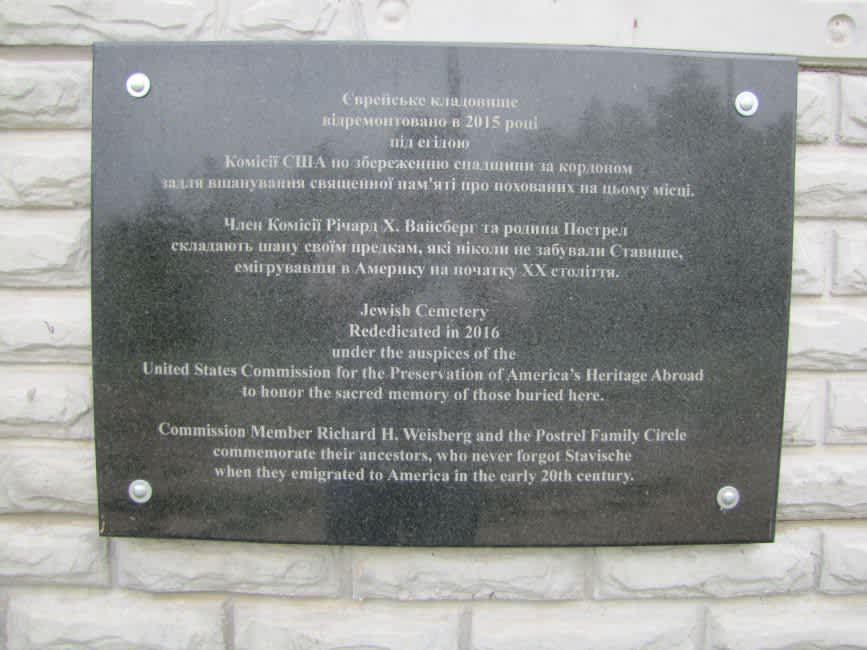 Єврейське кладовище
відремонтовано в 2015 році
під егідою
Комісії США по збереженню спадщини за кордоном
задля вшанування священної пам'яті про похованих на цьому місці.
Член Комісії Річард Х. Вайсберг та родина Пострел
складають шану своїм предкам, які ніколи не забували Ставище,
емігрувавши в Америку на початку ХХ століття.
Jewish Cemetery
Rededicated in 2016
under the auspices of the
United States Commission for the Preservation of America's Heritage Abroad
to honor the sacred memory of those buried here.
Commission Member Richard H. Weisberg and the Postrel Family Circle
commemorate their ancestors, who never forgot Stavische
when they emigrated to America in the early 20th century.